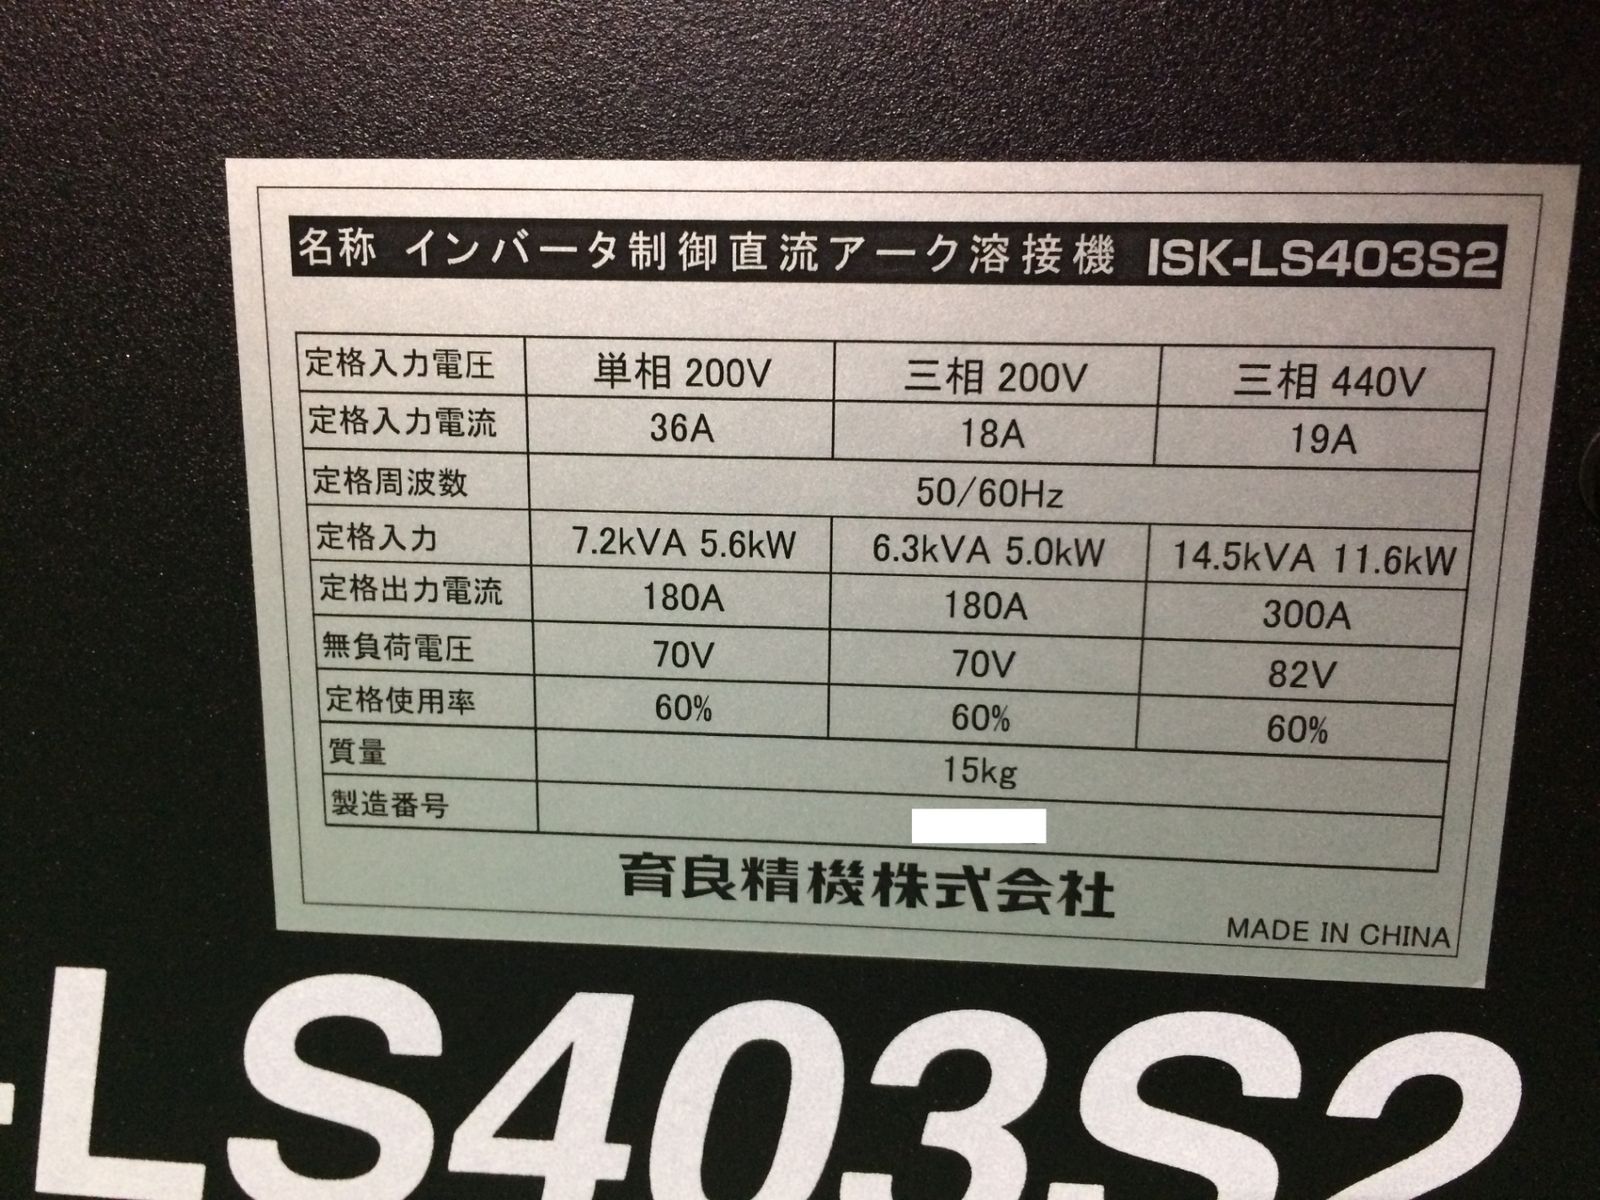 名称 インバータ制御直流アーク溶接機 ISK-LS403S2
定格入力電圧 単相 200V 三相 200V 三相 440V
定格入力電流 36A 18A 19A
定格周波数 50/60Hz
定格入力 7.2kVA 5.6kW 6.3kVA 5.0kW 14.5kVA 11.6kW
定格出力電流 180A 180A 300A
無負荷電圧 70V 70V 82V
定格使用率 60% 60% 60%
質量 15kg
製造番号
育良精機株式会社
MADE IN CHINA
-LS403S2